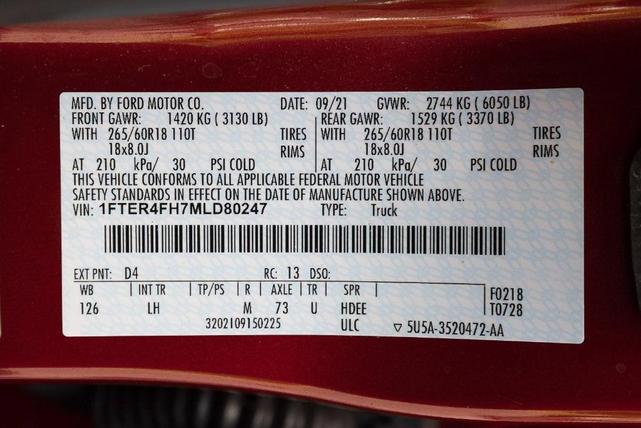 MFD. BY FORD MOTOR CO. DATE: 09/21 GVWR: 2744 KG ( 6050 LB)
FRONT GAWR: 1420 KG ( 3130 LB) REAR GAWR: 1529 KG ( 3370 LB)
WITH 265/60R18 110T TIRES WITH 265/60R18 110T TIRES
18x8.0J RIMS 18x8.0J RIMS
AT 210 kPa/ 30 PSI COLD AT 210 kPa/ 30 PSI COLD
THIS VEHICLE CONFORMS TO ALL APPLICABLE FEDERAL MOTOR VEHICLE
SAFETY STANDARDS IN EFFECT ON THE DATE OF MANUFACTURE SHOWN ABOVE.
VIN: 1FTER4FH7MLD80247 TYPE: Truck
EXT PNT: D4 RC: 13 DSO:
WB | INT TR | TP/PS | R | AXLE | TR | SPR | F0218
126 LH M 73 U HDEE T0728
3202109150225 ULC ▽ 5U5A-3520472-AA